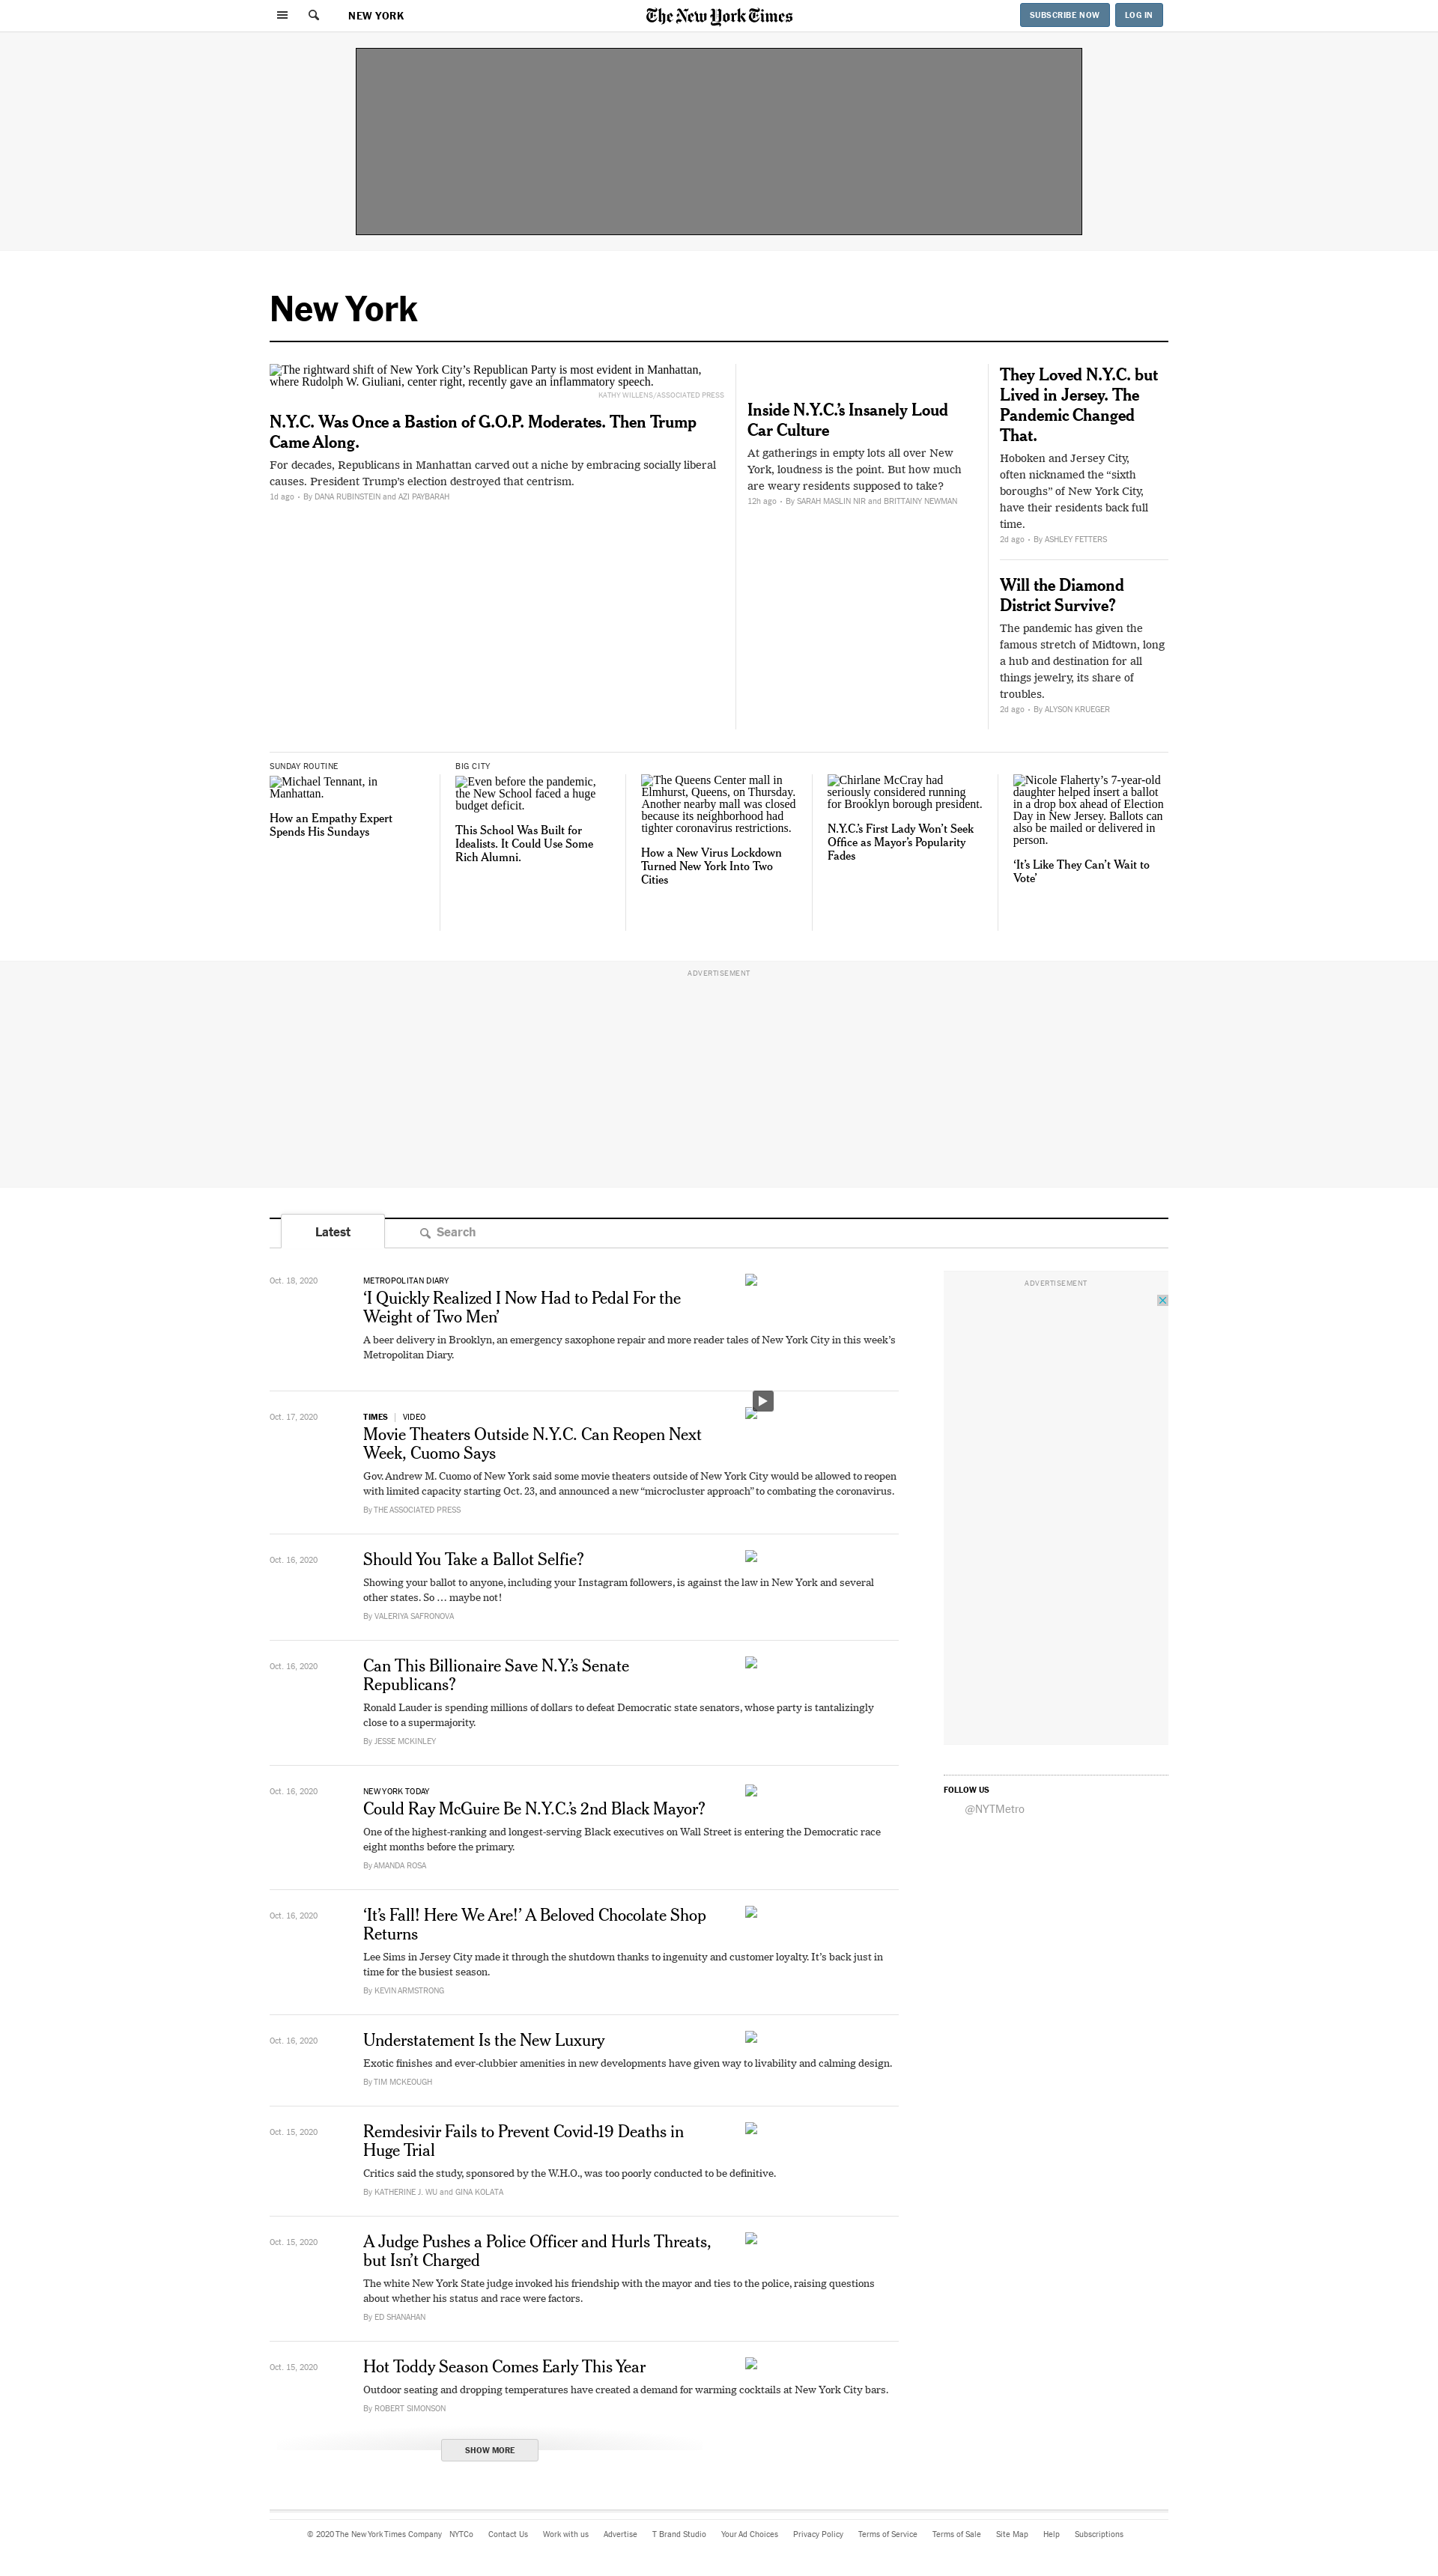 NEW YORK
The New York Times
SUBSCRIBE NOW
LOG IN
New York
The rightward shift of New York City’s Republican Party is most evident in Manhattan,
where Rudolph W. Giuliani, center right, recently gave an inflammatory speech.
KATHY WILLENS/ASSOCIATED PRESS
N.Y.C. Was Once a Bastion of G.O.P. Moderates. Then Trump
Came Along.
For decades, Republicans in Manhattan carved out a niche by embracing socially liberal
causes. President Trump’s election destroyed that centrism.
1d ago • By DANA RUBINSTEIN and AZI PAYBARAH
Inside N.Y.C.’s Insanely Loud
Car Culture
At gatherings in empty lots all over New
York, loudness is the point. But how much
are weary residents supposed to take?
12h ago • By SARAH MASLIN NIR and BRITTAINY NEWMAN
They Loved N.Y.C. but
Lived in Jersey. The
Pandemic Changed
That.
Hoboken and Jersey City,
often nicknamed the “sixth
boroughs” of New York City,
have their residents back full
time.
2d ago • By ASHLEY FETTERS
Will the Diamond
District Survive?
The pandemic has given the
famous stretch of Midtown, long
a hub and destination for all
things jewelry, its share of
troubles.
2d ago • By ALYSON KRUEGER
SUNDAY ROUTINE
Michael Tennant, in
Manhattan.
How an Empathy Expert
Spends His Sundays
BIG CITY
Even before the pandemic,
the New School faced a huge
budget deficit.
This School Was Built for
Idealists. It Could Use Some
Rich Alumni.
The Queens Center mall in
Elmhurst, Queens, on Thursday.
Another nearby mall was closed
because its neighborhood had
tighter coronavirus restrictions.
How a New Virus Lockdown
Turned New York Into Two
Cities
Chirlane McCray had
seriously considered running
for Brooklyn borough president.
N.Y.C.’s First Lady Won’t Seek
Office as Mayor’s Popularity
Fades
Nicole Flaherty’s 7-year-old
daughter helped insert a ballot
in a drop box ahead of Election
Day in New Jersey. Ballots can
also be mailed or delivered in
person.
‘It’s Like They Can’t Wait to
Vote’
ADVERTISEMENT
Latest
Search
Oct. 18, 2020
METROPOLITAN DIARY
‘I Quickly Realized I Now Had to Pedal For the
Weight of Two Men’
A beer delivery in Brooklyn, an emergency saxophone repair and more reader tales of New York City in this week’s
Metropolitan Diary.
ADVERTISEMENT
Oct. 17, 2020
TIMES | VIDEO
Movie Theaters Outside N.Y.C. Can Reopen Next
Week, Cuomo Says
Gov. Andrew M. Cuomo of New York said some movie theaters outside of New York City would be allowed to reopen
with limited capacity starting Oct. 23, and announced a new “microcluster approach” to combating the coronavirus.
By THE ASSOCIATED PRESS
Oct. 16, 2020
Should You Take a Ballot Selfie?
Showing your ballot to anyone, including your Instagram followers, is against the law in New York and several
other states. So … maybe not!
By VALERIYA SAFRONOVA
Oct. 16, 2020
Can This Billionaire Save N.Y.’s Senate
Republicans?
Ronald Lauder is spending millions of dollars to defeat Democratic state senators, whose party is tantalizingly
close to a supermajority.
By JESSE MCKINLEY
Oct. 16, 2020
NEW YORK TODAY
Could Ray McGuire Be N.Y.C.’s 2nd Black Mayor?
One of the highest-ranking and longest-serving Black executives on Wall Street is entering the Democratic race
eight months before the primary.
By AMANDA ROSA
FOLLOW US
@NYTMetro
Oct. 16, 2020
‘It’s Fall! Here We Are!’ A Beloved Chocolate Shop
Returns
Lee Sims in Jersey City made it through the shutdown thanks to ingenuity and customer loyalty. It’s back just in
time for the busiest season.
By KEVIN ARMSTRONG
Oct. 16, 2020
Understatement Is the New Luxury
Exotic finishes and ever-clubbier amenities in new developments have given way to livability and calming design.
By TIM MCKEOUGH
Oct. 15, 2020
Remdesivir Fails to Prevent Covid-19 Deaths in
Huge Trial
Critics said the study, sponsored by the W.H.O., was too poorly conducted to be definitive.
By KATHERINE J. WU and GINA KOLATA
Oct. 15, 2020
A Judge Pushes a Police Officer and Hurls Threats,
but Isn’t Charged
The white New York State judge invoked his friendship with the mayor and ties to the police, raising questions
about whether his status and race were factors.
By ED SHANAHAN
Oct. 15, 2020
Hot Toddy Season Comes Early This Year
Outdoor seating and dropping temperatures have created a demand for warming cocktails at New York City bars.
By ROBERT SIMONSON
SHOW MORE
© 2020 The New York Times Company NYTCo Contact Us Work with us Advertise T Brand Studio Your Ad Choices Privacy Policy Terms of Service Terms of Sale Site Map Help Subscriptions